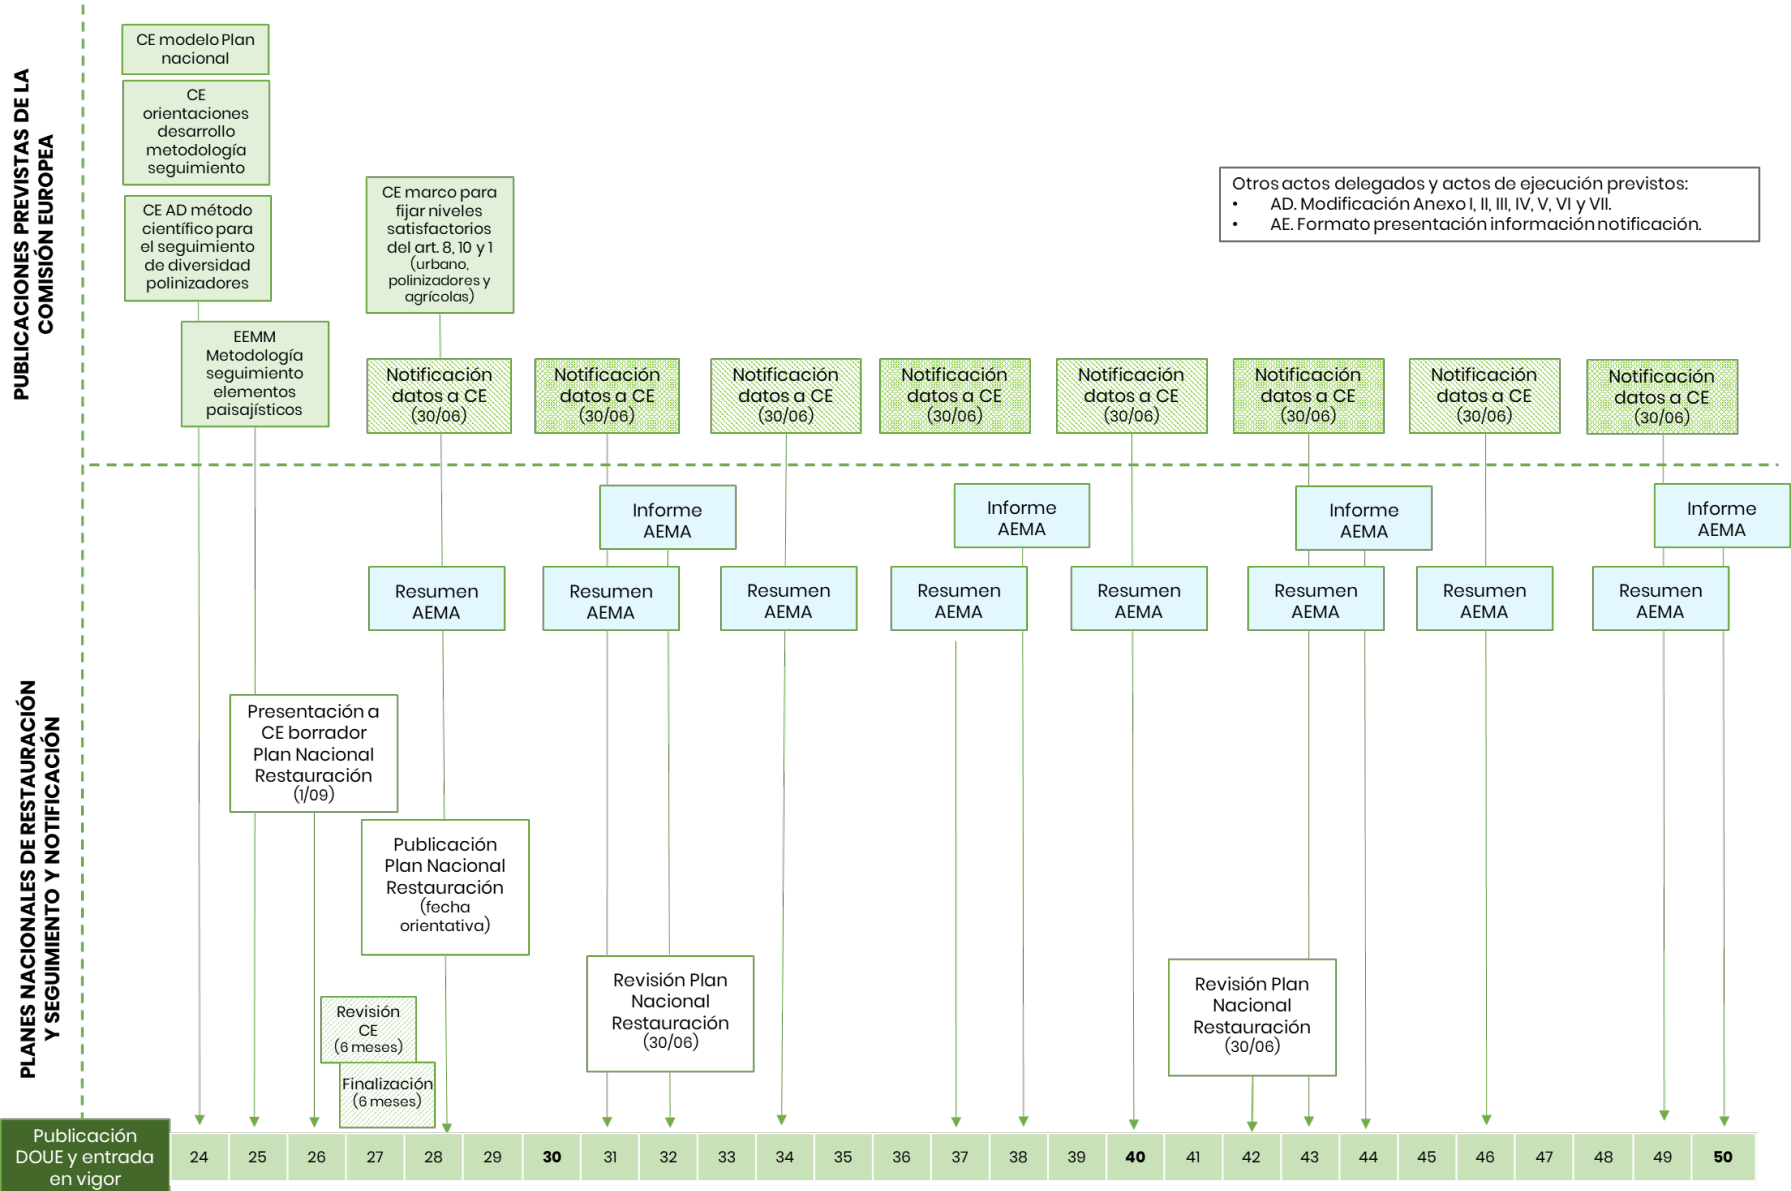 PUBLICACIONES PREVISTAS DE LA
COMISIÓN EUROPEA
CE modelo Plan
nacional
CE
orientaciones
desarrollo
metodología
seguimiento
CE AD método
científico para
el seguimiento
de diversidad
polinizadores
EEMM
Metodología
seguimiento
elementos
paisajísticos
CE marco para
fijar niveles
satisfactorios
del art. 8, 10 y 1
(urbano,
polinizadores y
agrícolas)
Otros actos delegados y actos de ejecución previstos:
• AD. Modificación Anexo I, II, III, IV, V, VI y VII.
• AE. Formato presentación información notificación.
Notificación
datos a CE
(30/06)
Notificación
datos a CE
(30/06)
Notificación
datos a CE
(30/06)
Notificación
datos a CE
(30/06)
Notificación
datos a CE
(30/06)
Notificación
datos a CE
(30/06)
Notificación
datos a CE
(30/06)
Notificación
datos a CE
(30/06)
PLANES NACIONALES DE RESTAURACIÓN
Y SEGUIMIENTO Y NOTIFICACIÓN
Informe
AEMA
Informe
AEMA
Informe
AEMA
Informe
AEMA
Resumen
AEMA
Resumen
AEMA
Resumen
AEMA
Resumen
AEMA
Resumen
AEMA
Resumen
AEMA
Resumen
AEMA
Resumen
AEMA
Presentación a
CE borrador
Plan Nacional
Restauración
(1/09)
Publicación
Plan Nacional
Restauración
(fecha
orientativa)
Revisión
CE
(6 meses)
Finalización
(6 meses)
Revisión Plan
Nacional
Restauración
(30/06)
Revisión Plan
Nacional
Restauración
(30/06)
Publicación
DOUE y entrada
en vigor
24 25 26 27 28 29 30 31 32 33 34 35 36 37 38 39 40 41 42 43 44 45 46 47 48 49 50